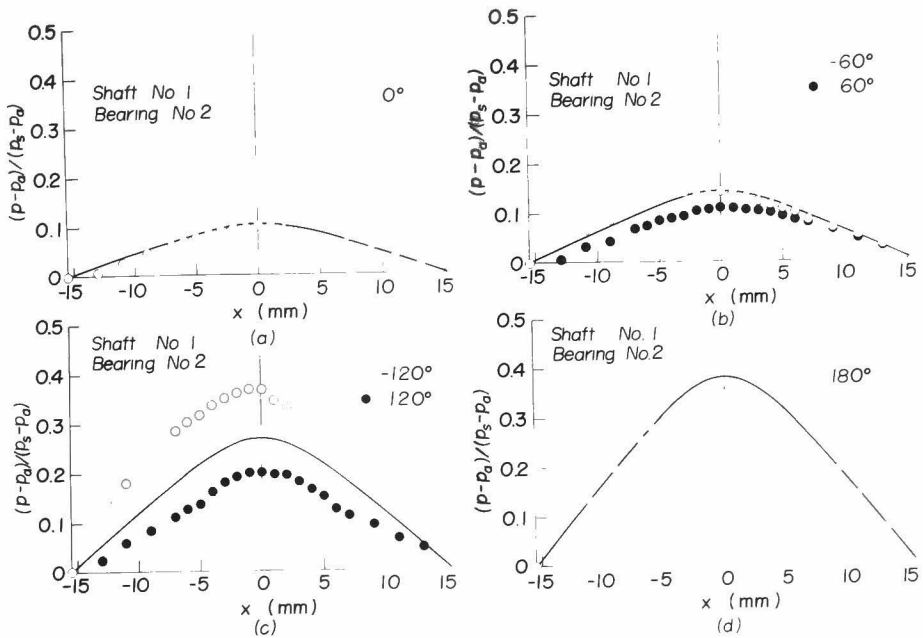 0.5
0.4
0.3
0.2
0.1
0
(p-pa)/(ps-pa)
Shaft No 1
Bearing No 2
0°
-15 -10 -5 0 5 10 15
x (mm)
(a)
0.5
0.4
0.3
0.2
0.1
0
(p-pa)/(ps-pa)
Shaft No 1
Bearing No 2
-60°
60°
-15 -10 -5 0 5 10 15
x (mm)
(b)
0.5
0.4
0.3
0.2
0.1
0
(p-pa)/(ps-pa)
Shaft No 1
Bearing No 2
-120°
120°
-15 -10 -5 0 5 10 15
x (mm)
(c)
0.5
0.4
0.3
0.2
0.1
0
(p-pa)/(ps-pa)
Shaft No. 1
Bearing No.2
180°
-15 -10 -5 0 5 10 15
x (mm)
(d)